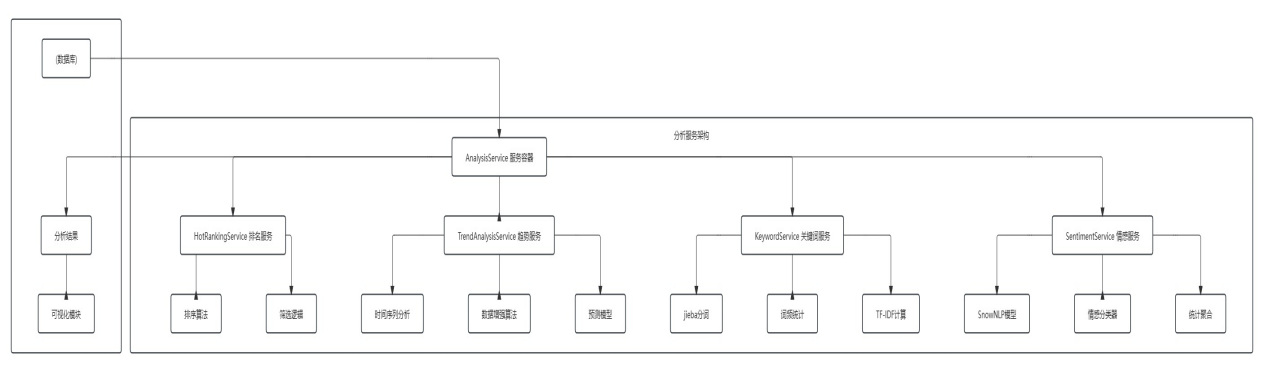 (数据库)
分析服务架构
AnalysisService 服务容器
分析结果
HotRankingService 排名服务
TrendAnalysisService 趋势服务
KeywordService 关键词服务
SentimentService 情感服务
可视化模块
排序算法
筛选逻辑
时间序列分析
数据增强算法
预测模型
jieba分词
词频统计
TF-IDF计算
SnowNLP模型
情感分类器
统计聚合